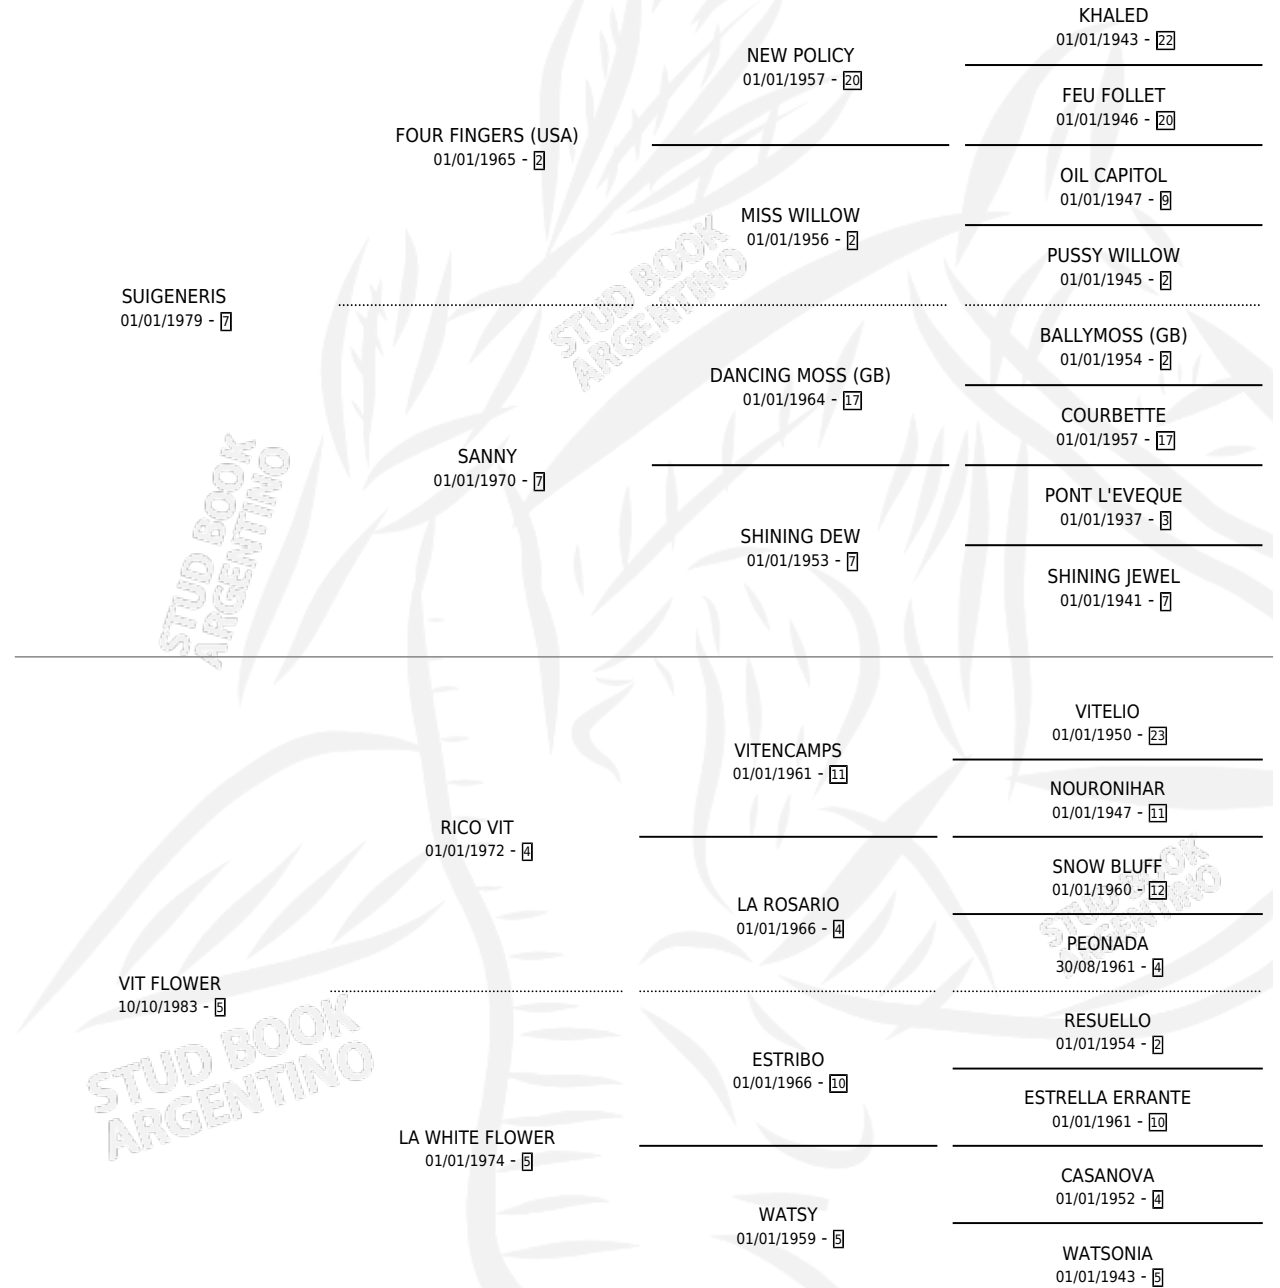 KHALED
01/01/1943 - 22
NEW POLICY
01/01/1957 - 20
FEU FOLLET
01/01/1946 - 20
FOUR FINGERS (USA)
01/01/1965 - 2
OIL CAPITOL
01/01/1947 - 9
MISS WILLOW
01/01/1956 - 2
PUSSY WILLOW
01/01/1945 - 2
SUIGENERIS
01/01/1979 - 7
STUD BOOK
ARGENTINO
BALLYMOSS (GB)
01/01/1954 - 2
DANCING MOSS (GB)
01/01/1964 - 17
COURBETTE
01/01/1957 - 17
SANNY
01/01/1970 - 7
PONT L'EVEQUE
01/01/1937 - 3
SHINING DEW
01/01/1953 - 7
SHINING JEWEL
01/01/1941 - 7
STUD BOOK
ARGENTINO
VITELIO
01/01/1950 - 23
VITENCAMPS
01/01/1961 - 11
NOURONIHAR
01/01/1947 - 11
RICO VIT
01/01/1972 - 4
SNOW BLUFF
01/01/1960 - 12
LA ROSARIO
01/01/1966 - 4
STUD BOOK
ARGENTINO
PEONADA
30/08/1961 - 4
VIT FLOWER
10/10/1983 - 5
RESUELLO
01/01/1954 - 2
STUD BOOK
ARGENTINO
ESTRIBO
01/01/1966 - 10
ESTRELLA ERRANTE
01/01/1961 - 10
LA WHITE FLOWER
01/01/1974 - 5
CASANOVA
01/01/1952 - 4
WATSY
01/01/1959 - 5
WATSONIA
01/01/1943 - 5